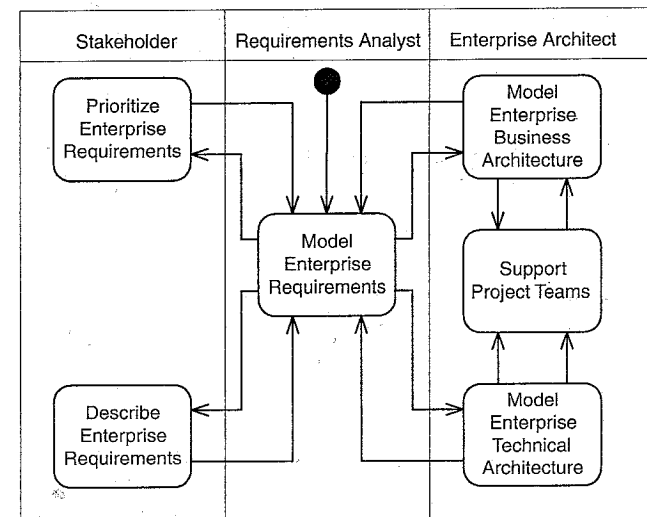 Stakeholder
Requirements Analyst
Enterprise Architect
Prioritize
Enterprise
Requirements
Model
Enterprise
Business
Architecture
Model
Enterprise
Requirements
Support
Project Teams
Describe
Enterprise
Requirements
Model
Enterprise
Technical
Architecture